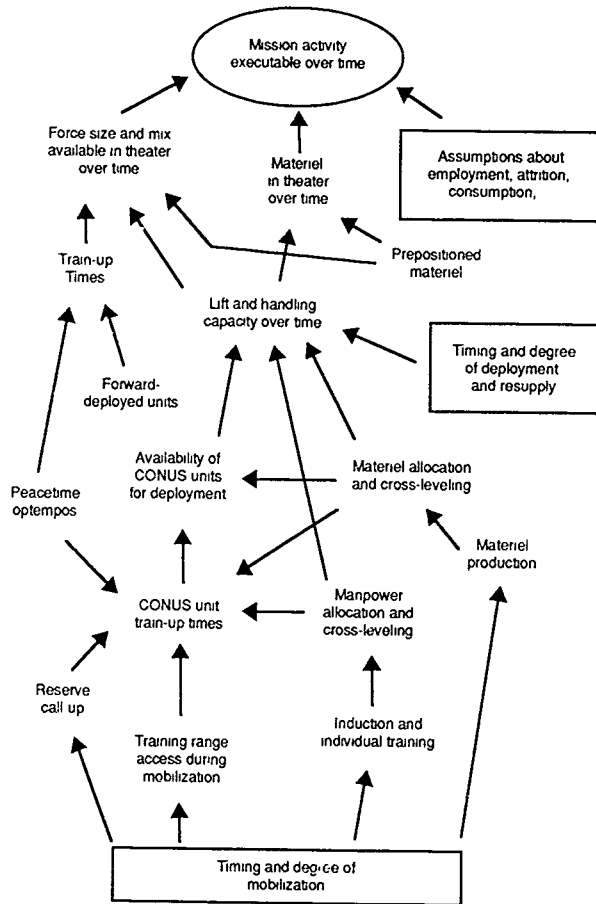 Mission activity
executable over time
Force size and mix
available in theater
over time
Materiel
in theater
over time
Assumptions about
employment, attrition,
consumption,
Train-up
Times
Prepositioned
materiel
Lift and handling
capacity over time
Timing and degree
of deployment
and resupply
Forward-
deployed units
Availability of
CONUS units
for deployment
Materiel allocation
and cross-leveling
Peacetime
optempos
Materiel
production
CONUS unit
train-up times
Manpower
allocation and
cross-leveling
Reserve
call up
Training range
access during
mobilization
Induction and
individual training
Timing and degree of
mobilization